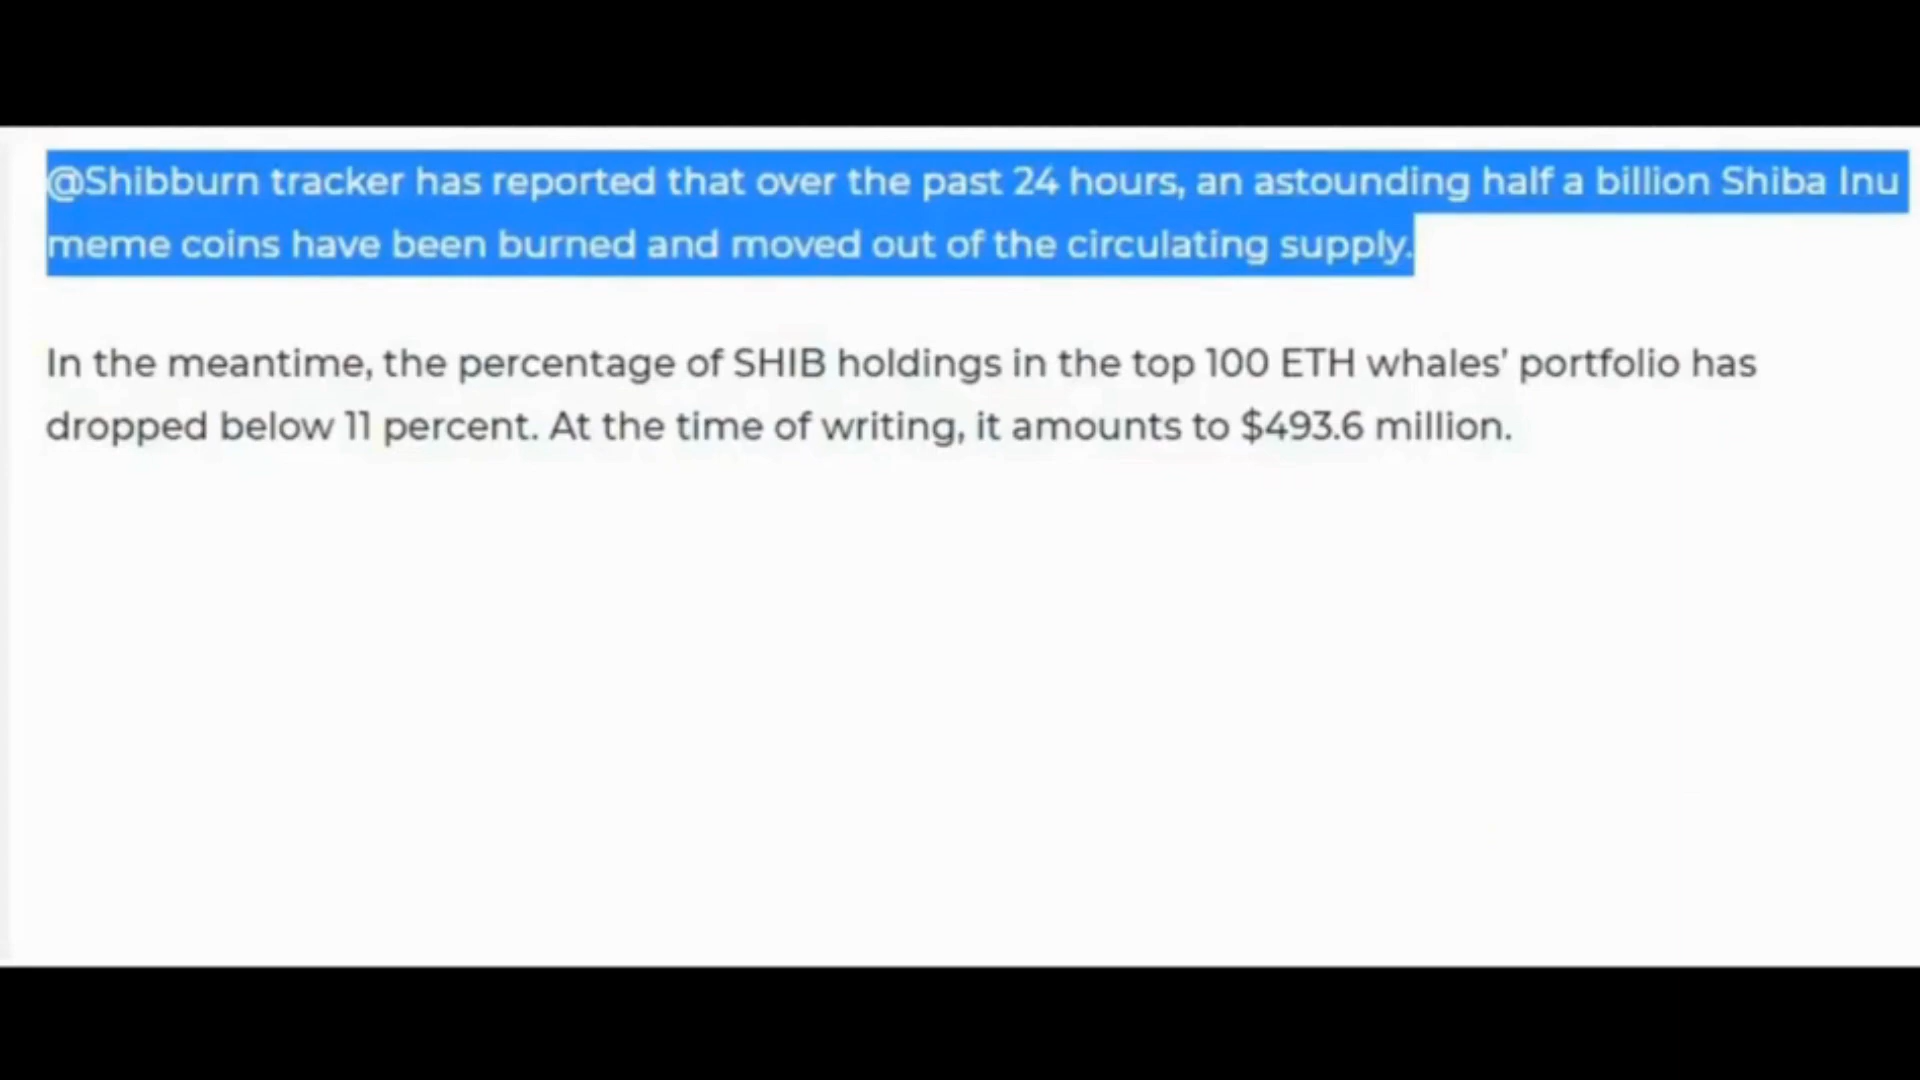 @Shibburn tracker has reported that over the past 24 hours, an astounding half a billion Shiba Inu
meme coins have been burned and moved out of the circulating supply.
In the meantime, the percentage of SHIB holdings in the top 100 ETH whales' portfolio has
dropped below 11 percent. At the time of writing, it amounts to $493.6 million.